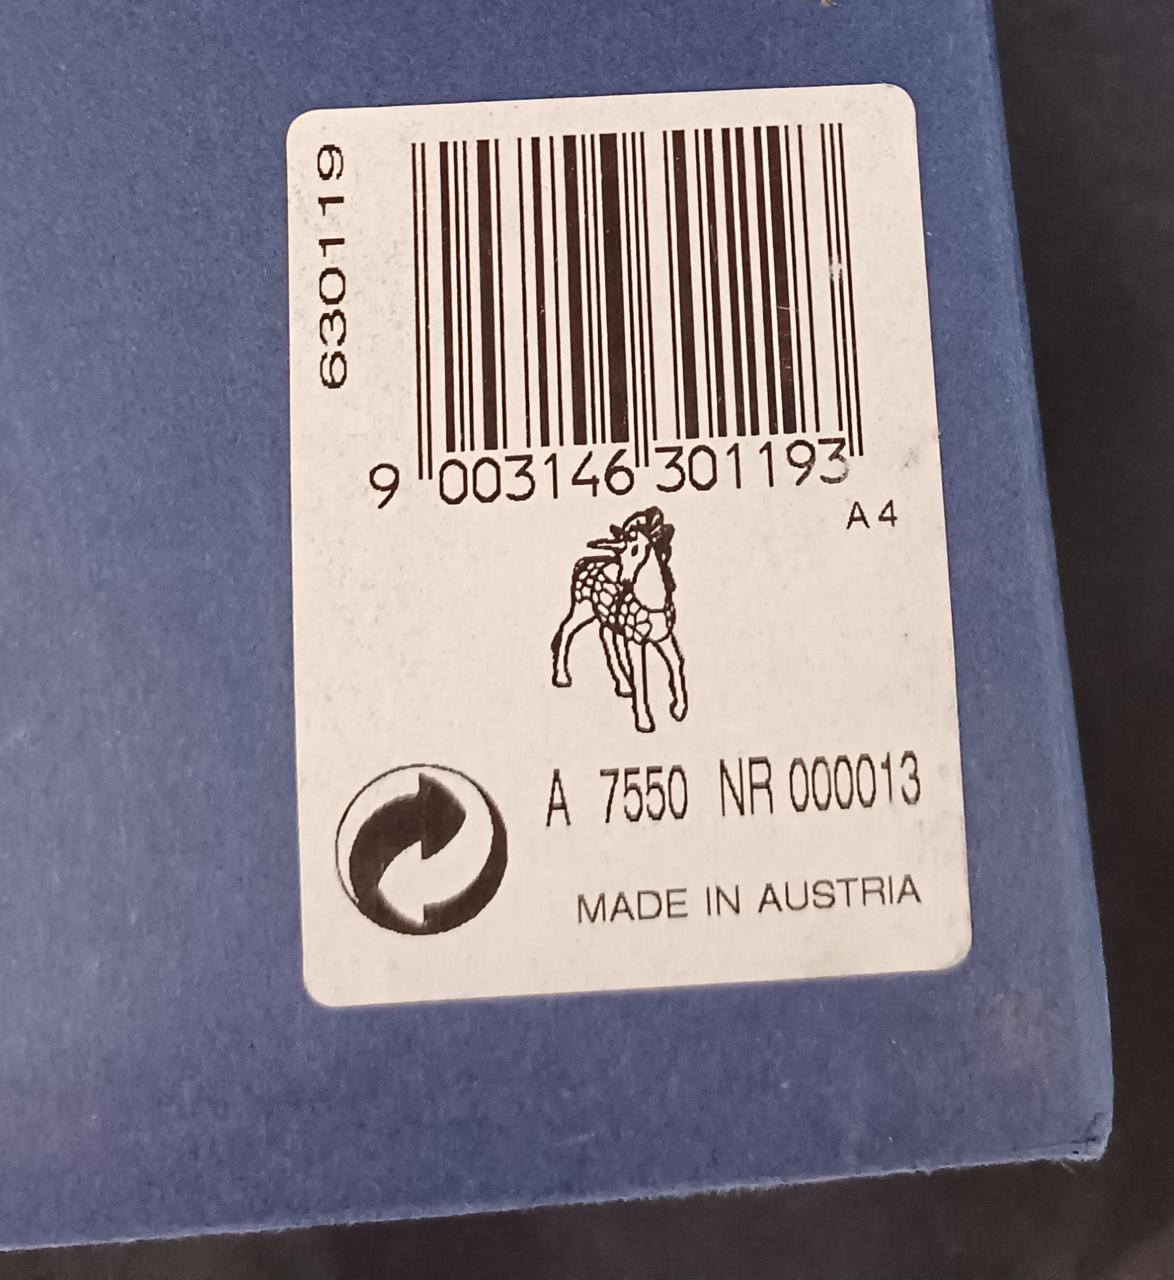 630119
9 003146 301193
A4
A 7550 NR 000013
MADE IN AUSTRIA